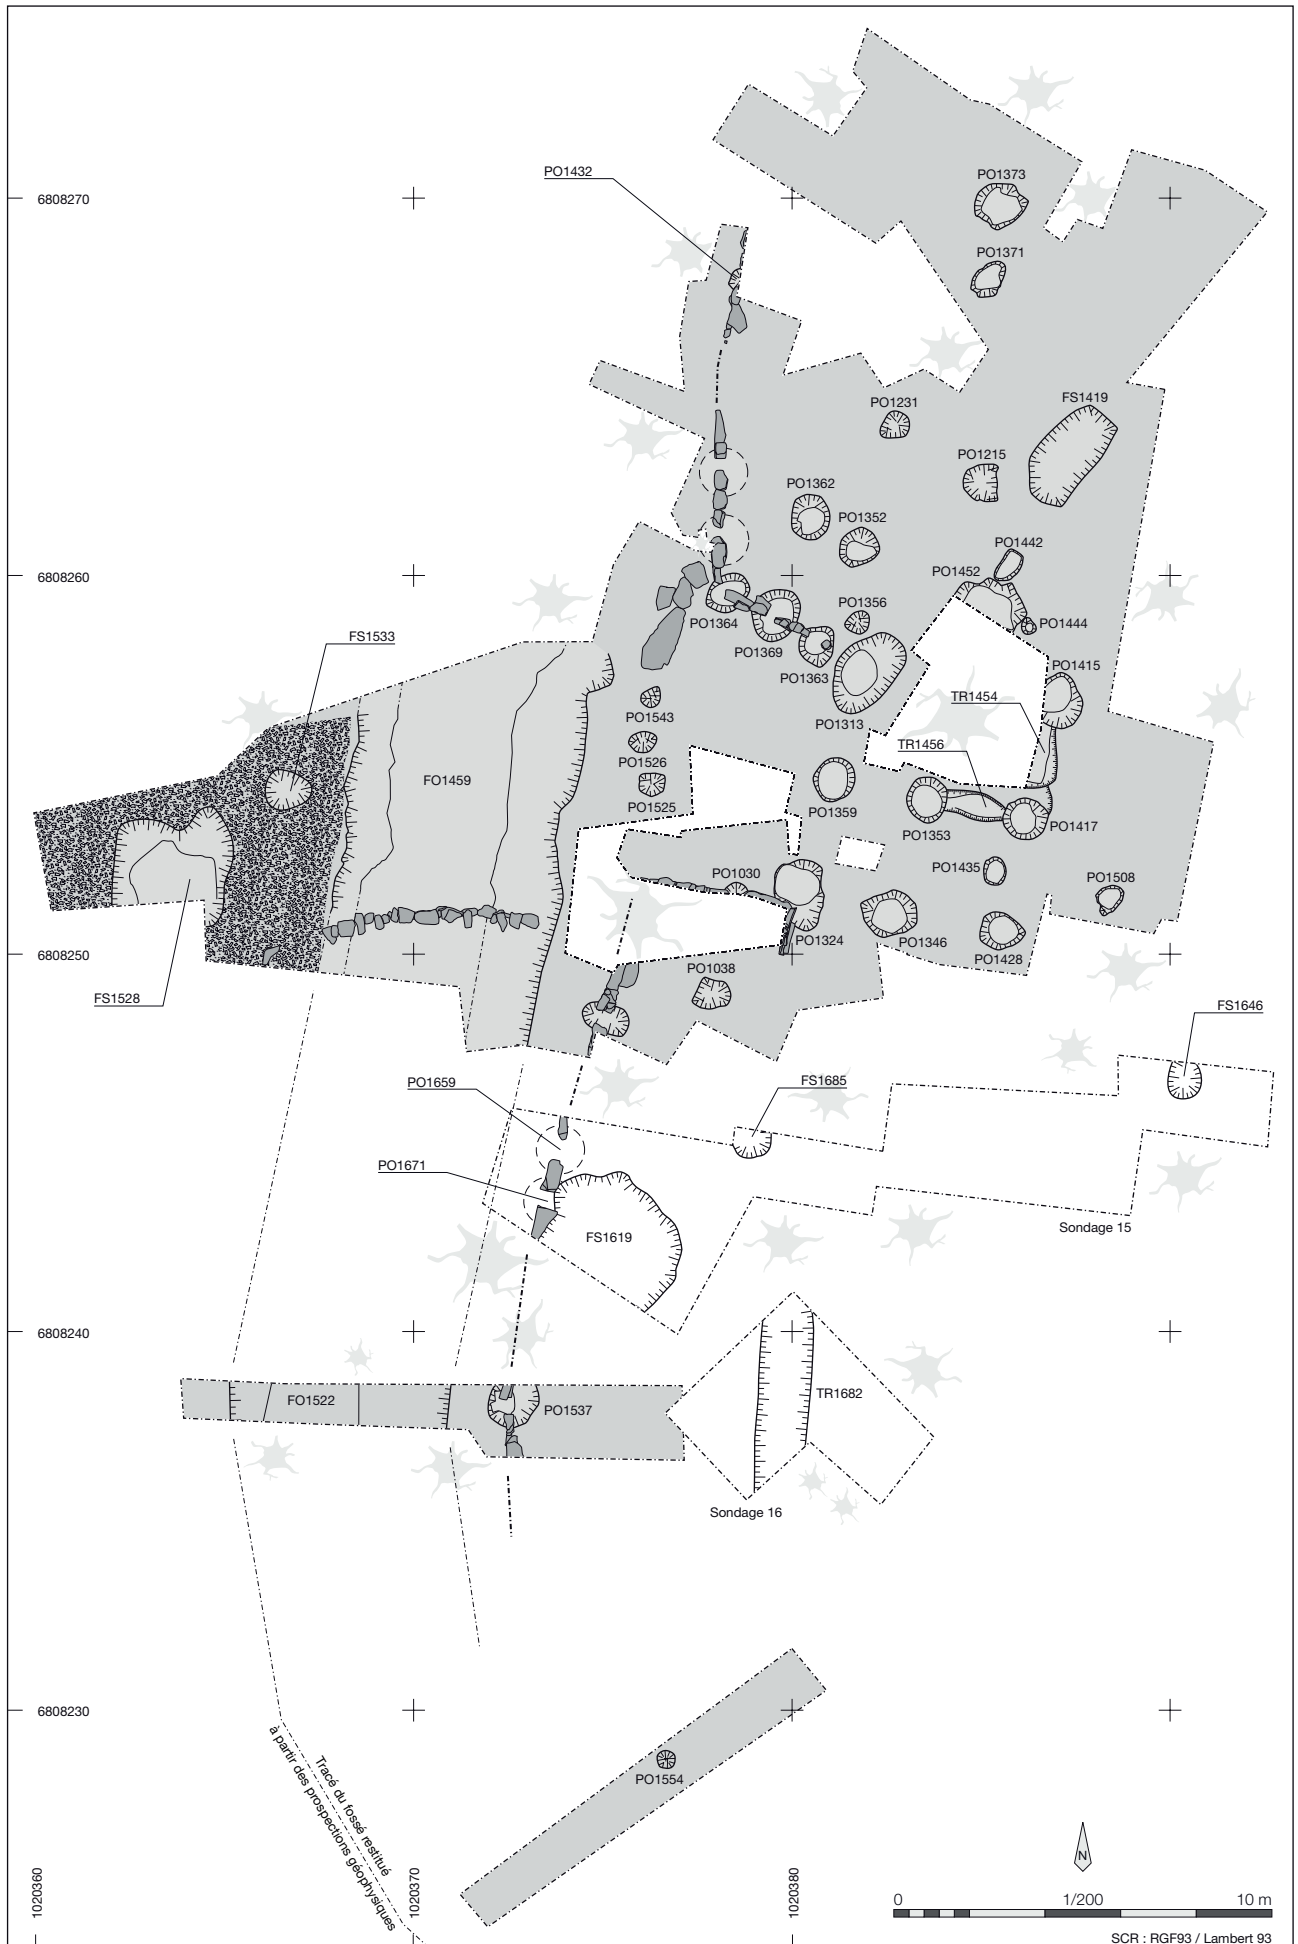 PO1432
PO1373
6808270
PO1371
PO1231
FS1419
PO1215
PO1362
PO1352
PO1442
PO1452
6808260
PO1356
PO1364
PO1444
FS1533
PO1369
PO1415
PO1363
TR1454
PO1543
PO1313
TR1456
PO1526
FO1459
PO1525
PO1359
PO1353
PO1417
PO1030
PO1435
PO1508
PO1324
PO1346
6808250
PO1428
PO1038
FS1528
FS1646
PO1659
FS1685
PO1671
Sondage 15
FS1619
6808240
TR1682
FO1522
PO1537
Sondage 16
6808230
PO1554
Tracé du fossé restitué
à partir des prospections géophysiques
N
1020360
1020370
1020380
0 1/200 10 m
SCR : RGF93 / Lambert 93